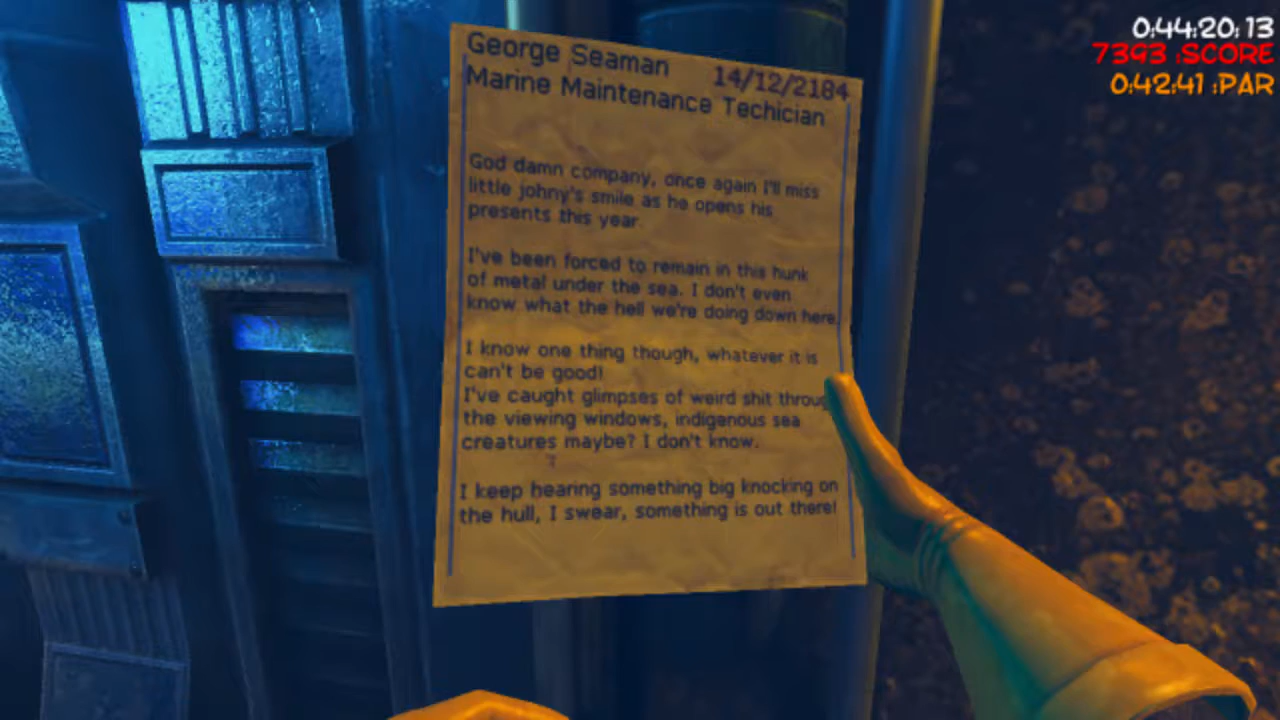 0:44:20:13
7393 :SCORE
0:42:41 :PAR
George Seaman 14/12/2184
Marine Maintenance Techician
God damn company, once again I'll miss
little johny's smile as he opens his
presents this year
I've been forced to remain in this hunk
of metal under the sea. I don't even
know what the hell we're doing down here.
I know one thing though, whatever it is
can't be good!
I've caught glimpses of weird shit throug
the viewing windows, indigenous sea
creatures maybe? I don't know.
I keep hearing something big knocking on
the hull, I swear, something is out there!